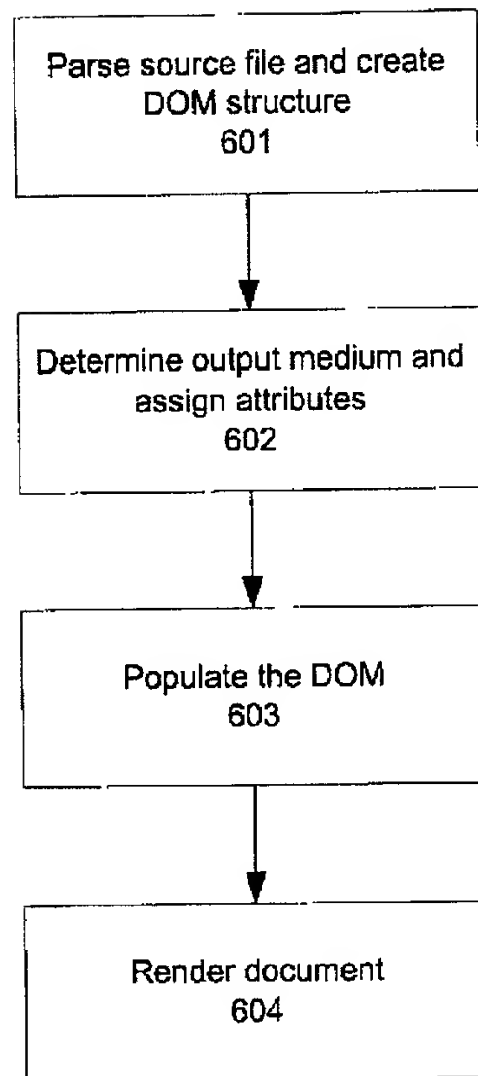 Parse source file and create
DOM structure
601
Determine output medium and
assign attributes
602
Populate the DOM
603
Render document
604